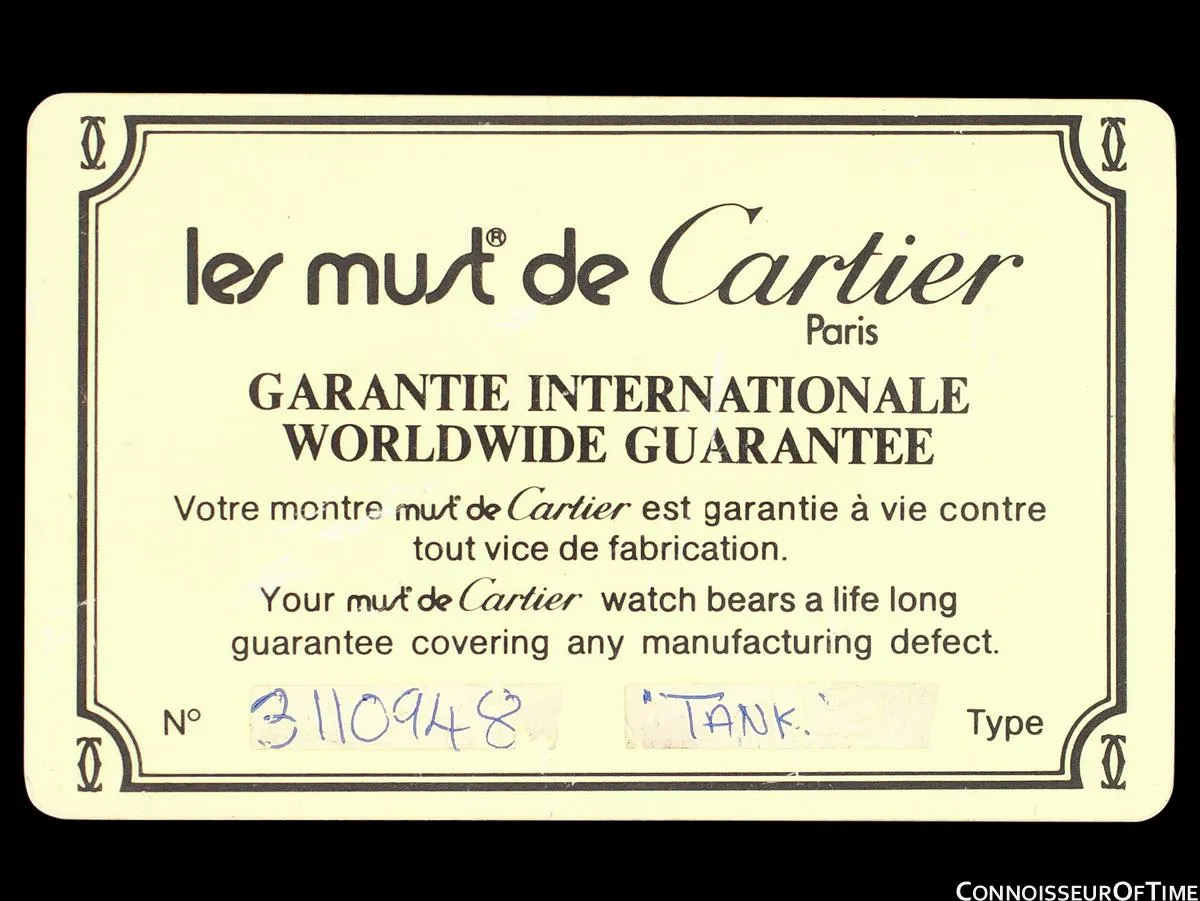 les must® de Cartier
Paris
GARANTIE INTERNATIONALE
WORLDWIDE GUARANTEE
Votre montre must de Cartier est garantie à vie contre
tout vice de fabrication.
Your must de Cartier watch bears a life long
guarantee covering any manufacturing defect.
Nº 3110948 "TANK." Type
CONNOISSEUROFTIME